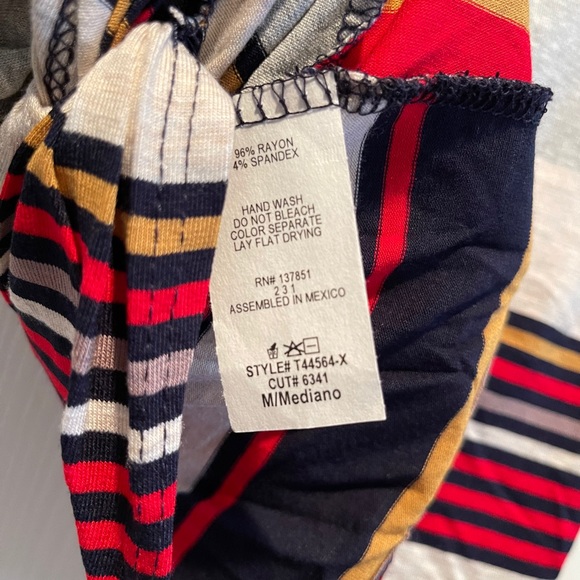 96% RAYON
4% SPANDEX
HAND WASH
DO NOT BLEACH
COLOR SEPARATE
LAY FLAT DRYING
RN# 137851
2 3 1
ASSEMBLED IN MEXICO
STYLE# T44564-X
CUT# 6341
M/Mediano